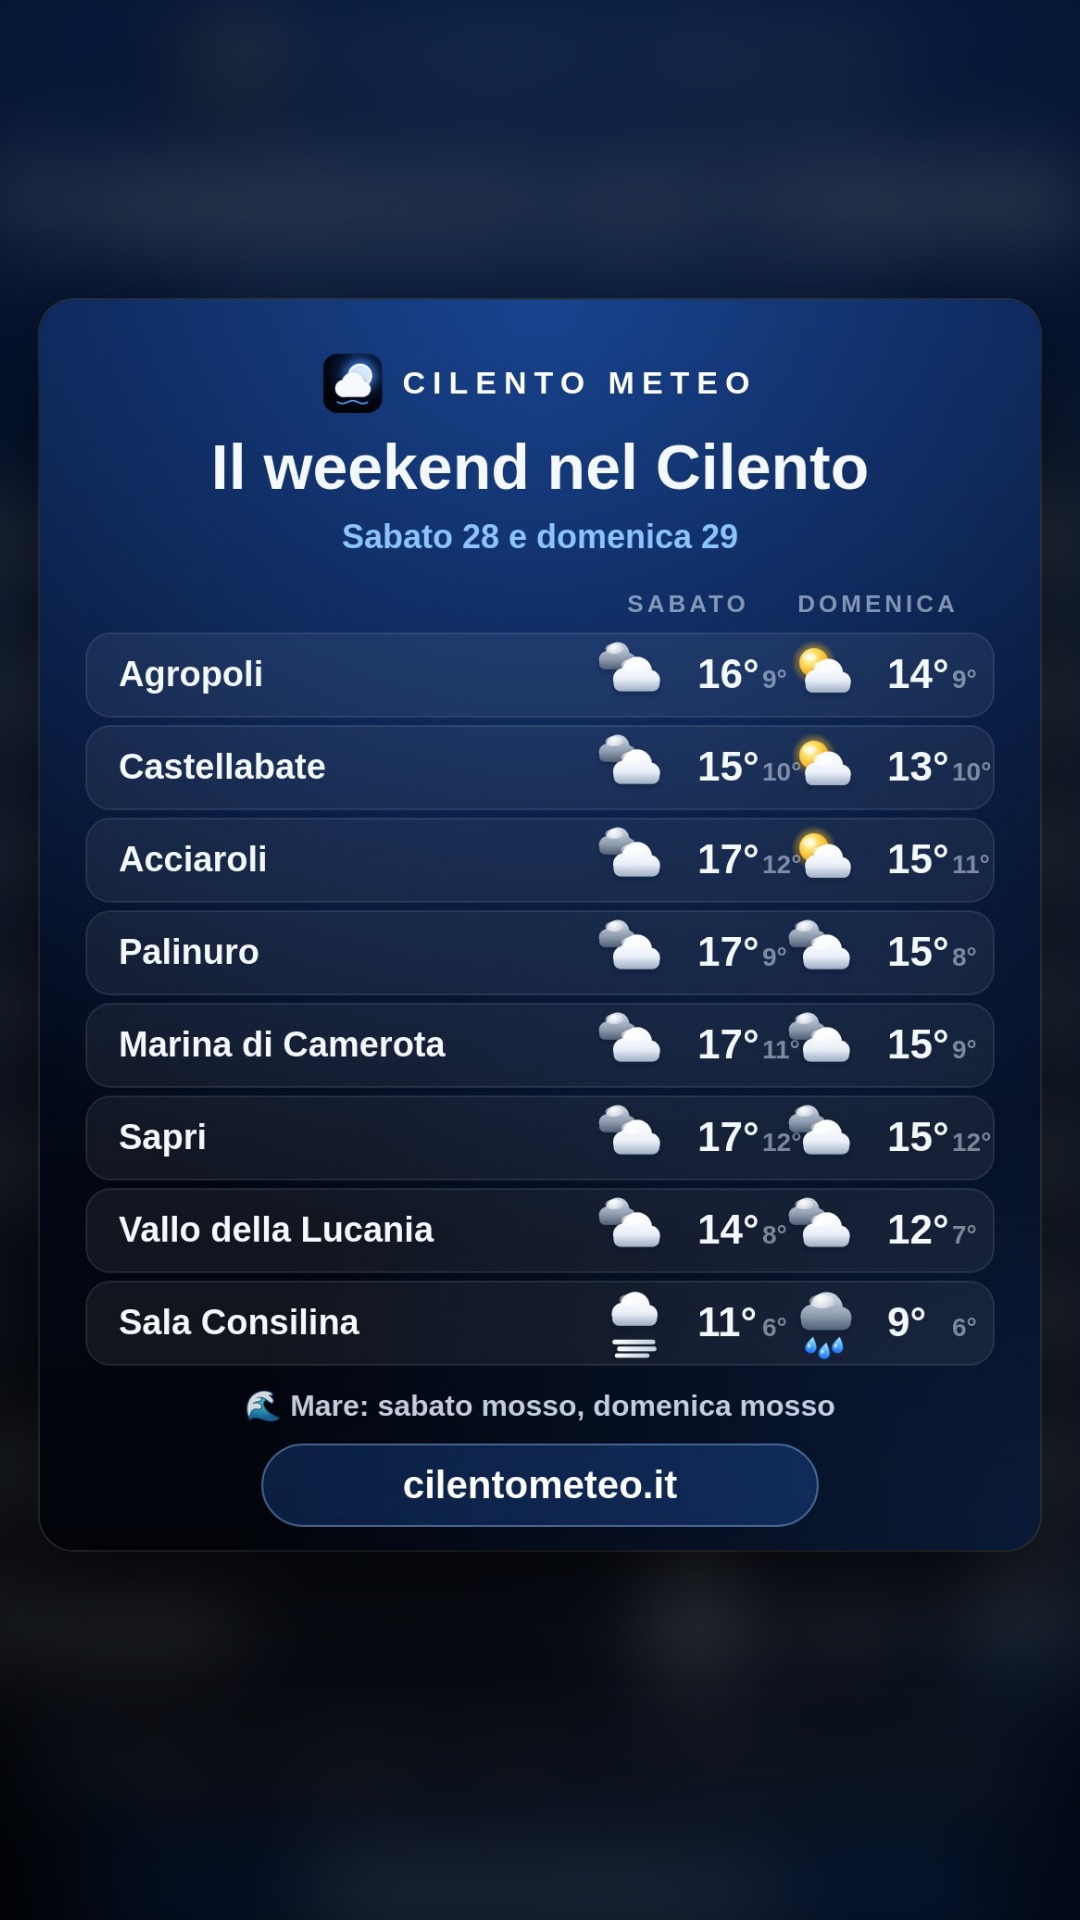 CILENTO METEO
Il weekend nel Cilento
Sabato 28 e domenica 29
SABATO DOMENICA
Agropoli 16° 9° 14° 9°
Castellabate 15° 10° 13° 10°
Acciaroli 17° 12° 15° 11°
Palinuro 17° 9° 15° 8°
Marina di Camerota 17° 11° 15° 9°
Sapri 17° 12° 15° 12°
Vallo della Lucania 14° 8° 12° 7°
Sala Consilina 11° 6° 9° 6°
🌊 Mare: sabato mosso, domenica mosso
cilentometeo.it